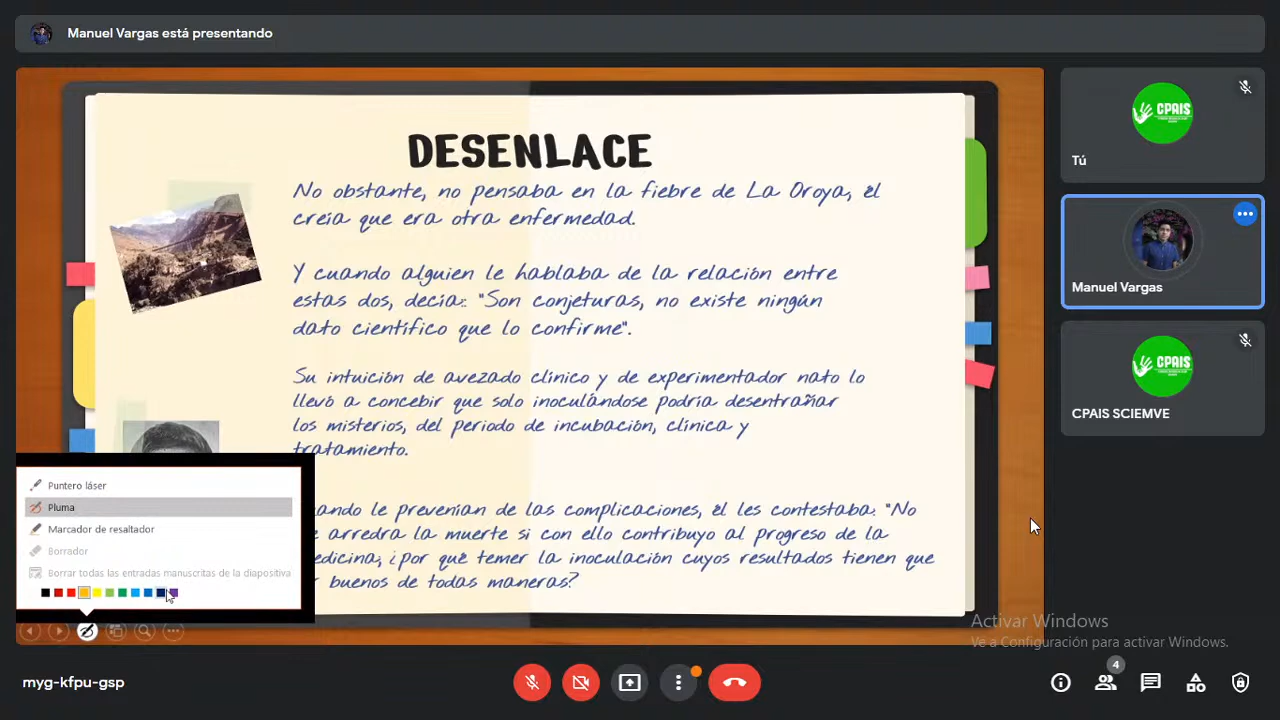 Manuel Vargas está presentando
DESENLACE
No obstante, no pensaba en la fiebre de La Oroya, él
creía que era otra enfermedad.
Y cuando alguien le hablaba de la relación entre
estas dos, decía: "Son conjeturas, no existe ningún
dato científico que lo confirme".
Su intuición de avezado clínico y de experimentador nato lo
llevó a concebir que solo inoculándose podría desentrañar
los misterios, del periodo de incubación, clínica y
tratamiento.
ando le prevenían de las complicaciones, él les contestaba: "No
e arredra la muerte si con ello contribuyo al progreso de la
edicina; ¿por qué temer la inoculación cuyos resultados tienen que
r buenos de todas maneras?
Puntero láser
Pluma
Marcador de resaltador
Borrador
Borrar todas las entradas manuscritas de la diapositiva
CPAIS
Tú
Manuel Vargas
CPAIS
CPAIS SCIEMVE
Activar Windows
Ve a Configuración para activar Windows.
myg-kfpu-gsp
4